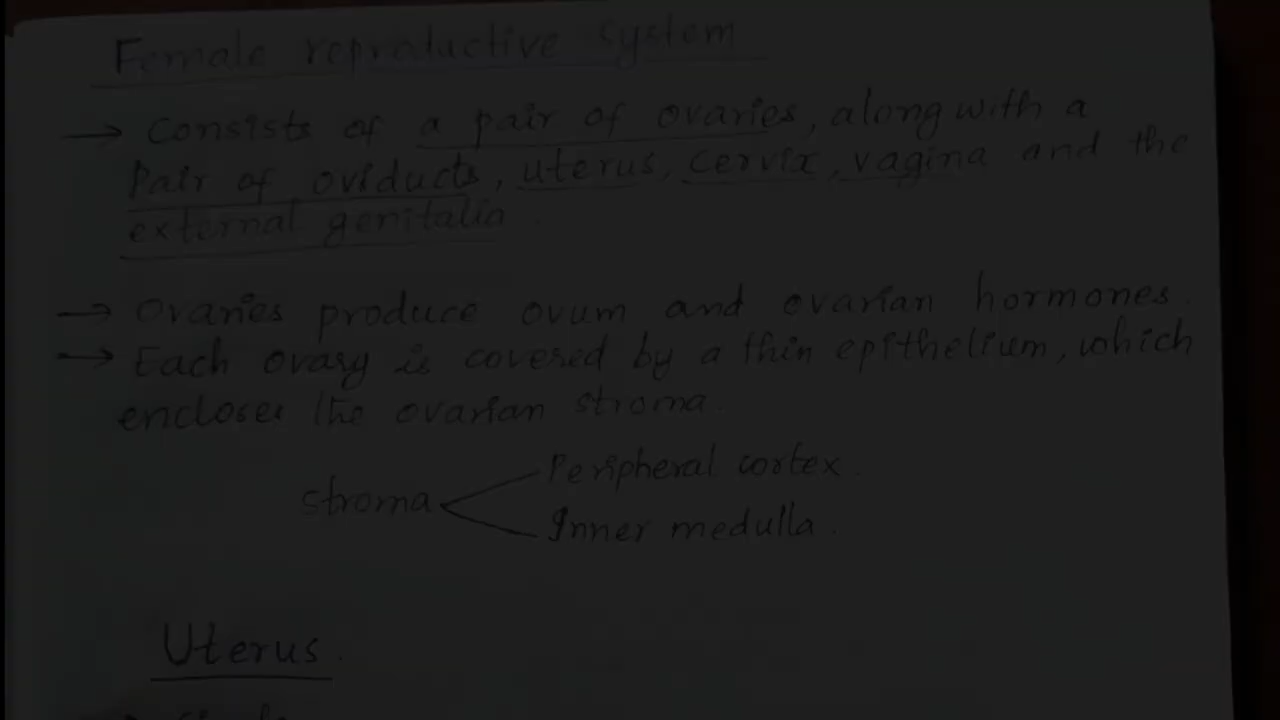 Female reproductive system
→ Consists of a pair of ovaries, along with a
Pair of oviducts, uterus, cervix, vagina and the
external genitalia.
→ Ovaries produce ovum and ovarian hormones.
→ Each ovary is covered by a thin epithelium, which
encloses the ovarian stroma.
Stroma
Peripheral cortex.
Inner medulla.
Uterus.